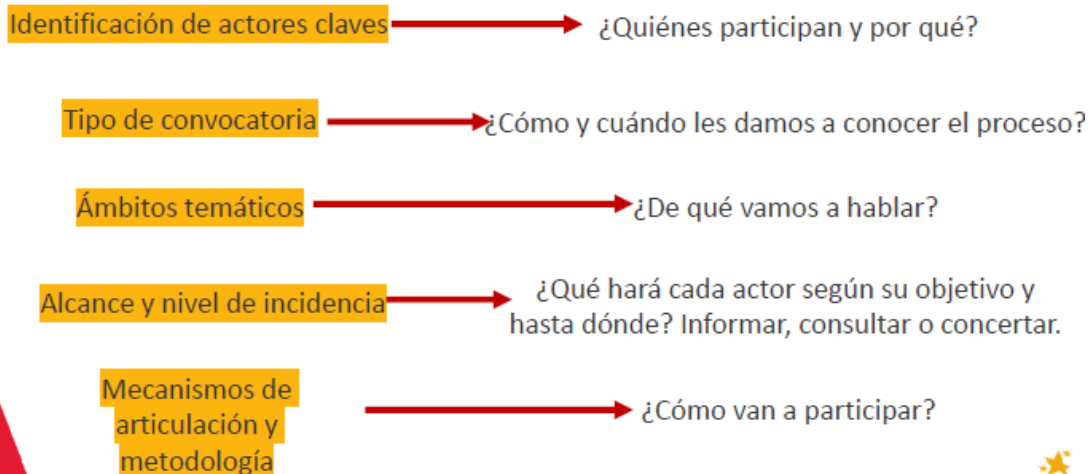 Identificación de actores claves
¿Quiénes participan y por qué?
Tipo de convocatoria
¿Cómo y cuándo les damos a conocer el proceso?
Ámbitos temáticos
¿De qué vamos a hablar?
Alcance y nivel de incidencia
¿Qué hará cada actor según su objetivo y
hasta dónde? Informar, consultar o concertar.
Mecanismos de
articulación y
metodología
¿Cómo van a participar?